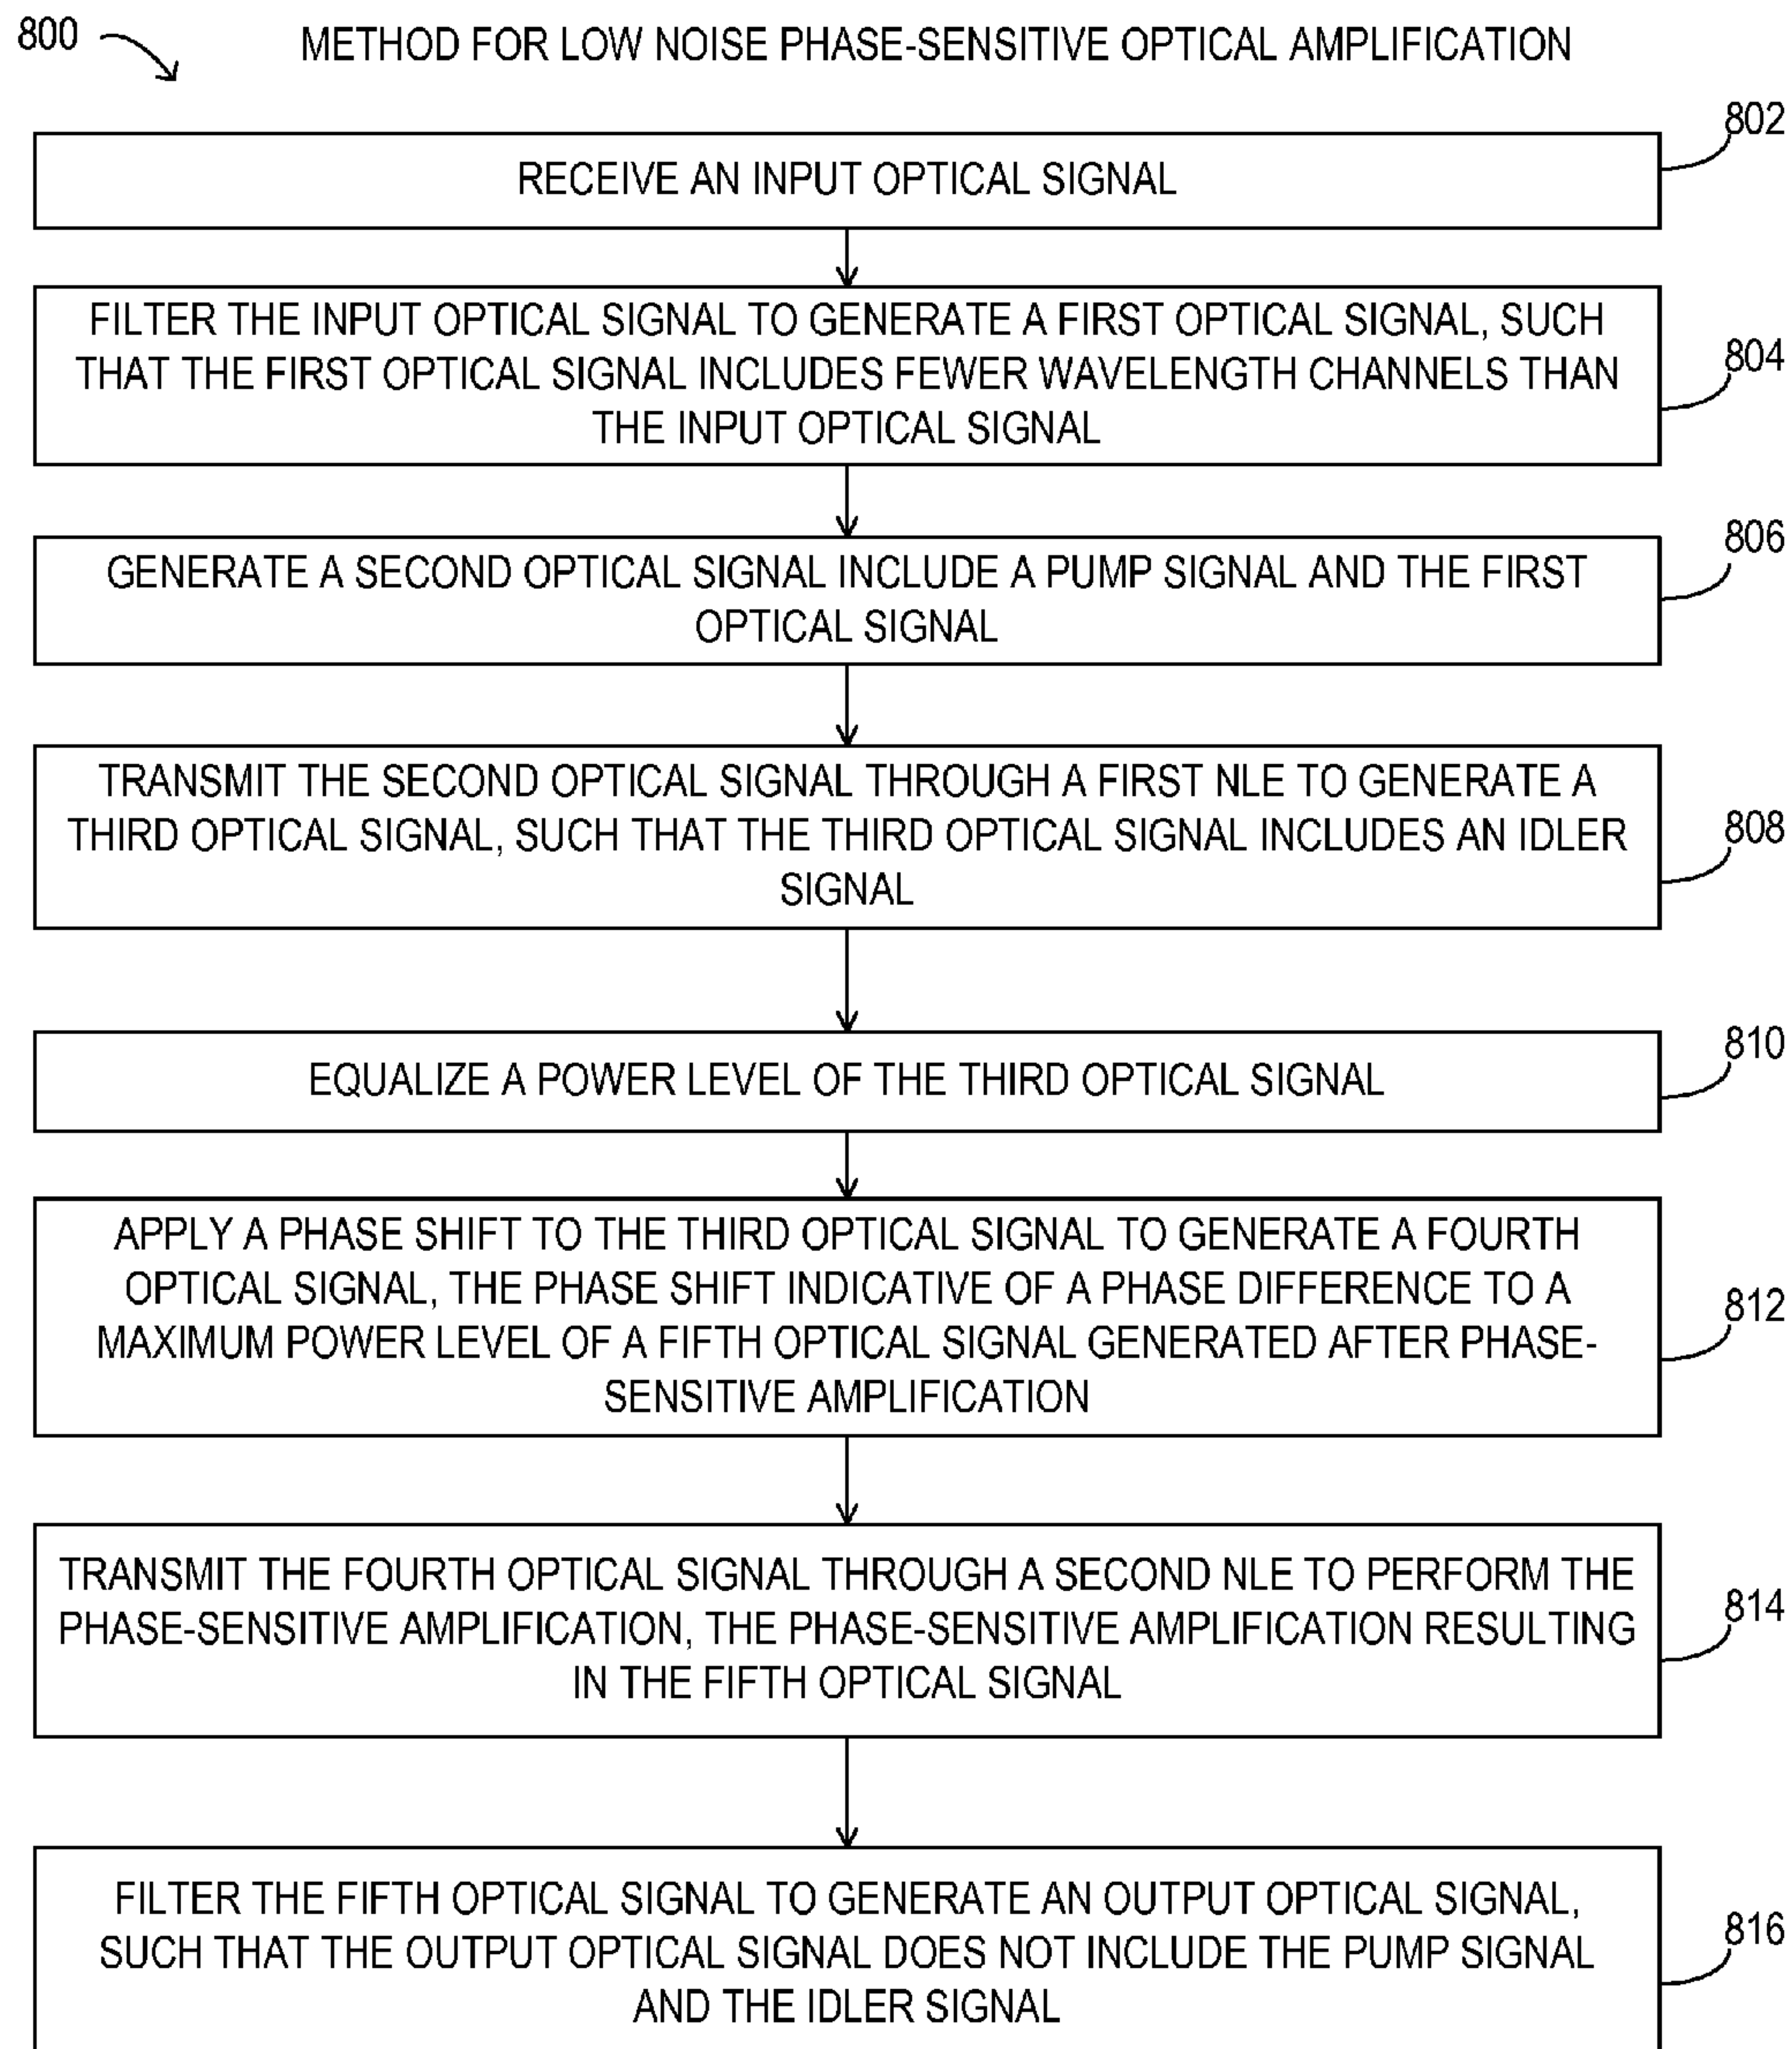 800
METHOD FOR LOW NOISE PHASE-SENSITIVE OPTICAL AMPLIFICATION
802
RECEIVE AN INPUT OPTICAL SIGNAL
FILTER THE INPUT OPTICAL SIGNAL TO GENERATE A FIRST OPTICAL SIGNAL, SUCH
THAT THE FIRST OPTICAL SIGNAL INCLUDES FEWER WAVELENGTH CHANNELS THAN
THE INPUT OPTICAL SIGNAL
804
806
GENERATE A SECOND OPTICAL SIGNAL INCLUDE A PUMP SIGNAL AND THE FIRST
OPTICAL SIGNAL
TRANSMIT THE SECOND OPTICAL SIGNAL THROUGH A FIRST NLE TO GENERATE A
THIRD OPTICAL SIGNAL, SUCH THAT THE THIRD OPTICAL SIGNAL INCLUDES AN IDLER
SIGNAL
808
810
EQUALIZE A POWER LEVEL OF THE THIRD OPTICAL SIGNAL
APPLY A PHASE SHIFT TO THE THIRD OPTICAL SIGNAL TO GENERATE A FOURTH
OPTICAL SIGNAL, THE PHASE SHIFT INDICATIVE OF A PHASE DIFFERENCE TO A
MAXIMUM POWER LEVEL OF A FIFTH OPTICAL SIGNAL GENERATED AFTER PHASE-
SENSITIVE AMPLIFICATION
812
TRANSMIT THE FOURTH OPTICAL SIGNAL THROUGH A SECOND NLE TO PERFORM THE
PHASE-SENSITIVE AMPLIFICATION, THE PHASE-SENSITIVE AMPLIFICATION RESULTING
IN THE FIFTH OPTICAL SIGNAL
814
FILTER THE FIFTH OPTICAL SIGNAL TO GENERATE AN OUTPUT OPTICAL SIGNAL,
SUCH THAT THE OUTPUT OPTICAL SIGNAL DOES NOT INCLUDE THE PUMP SIGNAL
AND THE IDLER SIGNAL
816